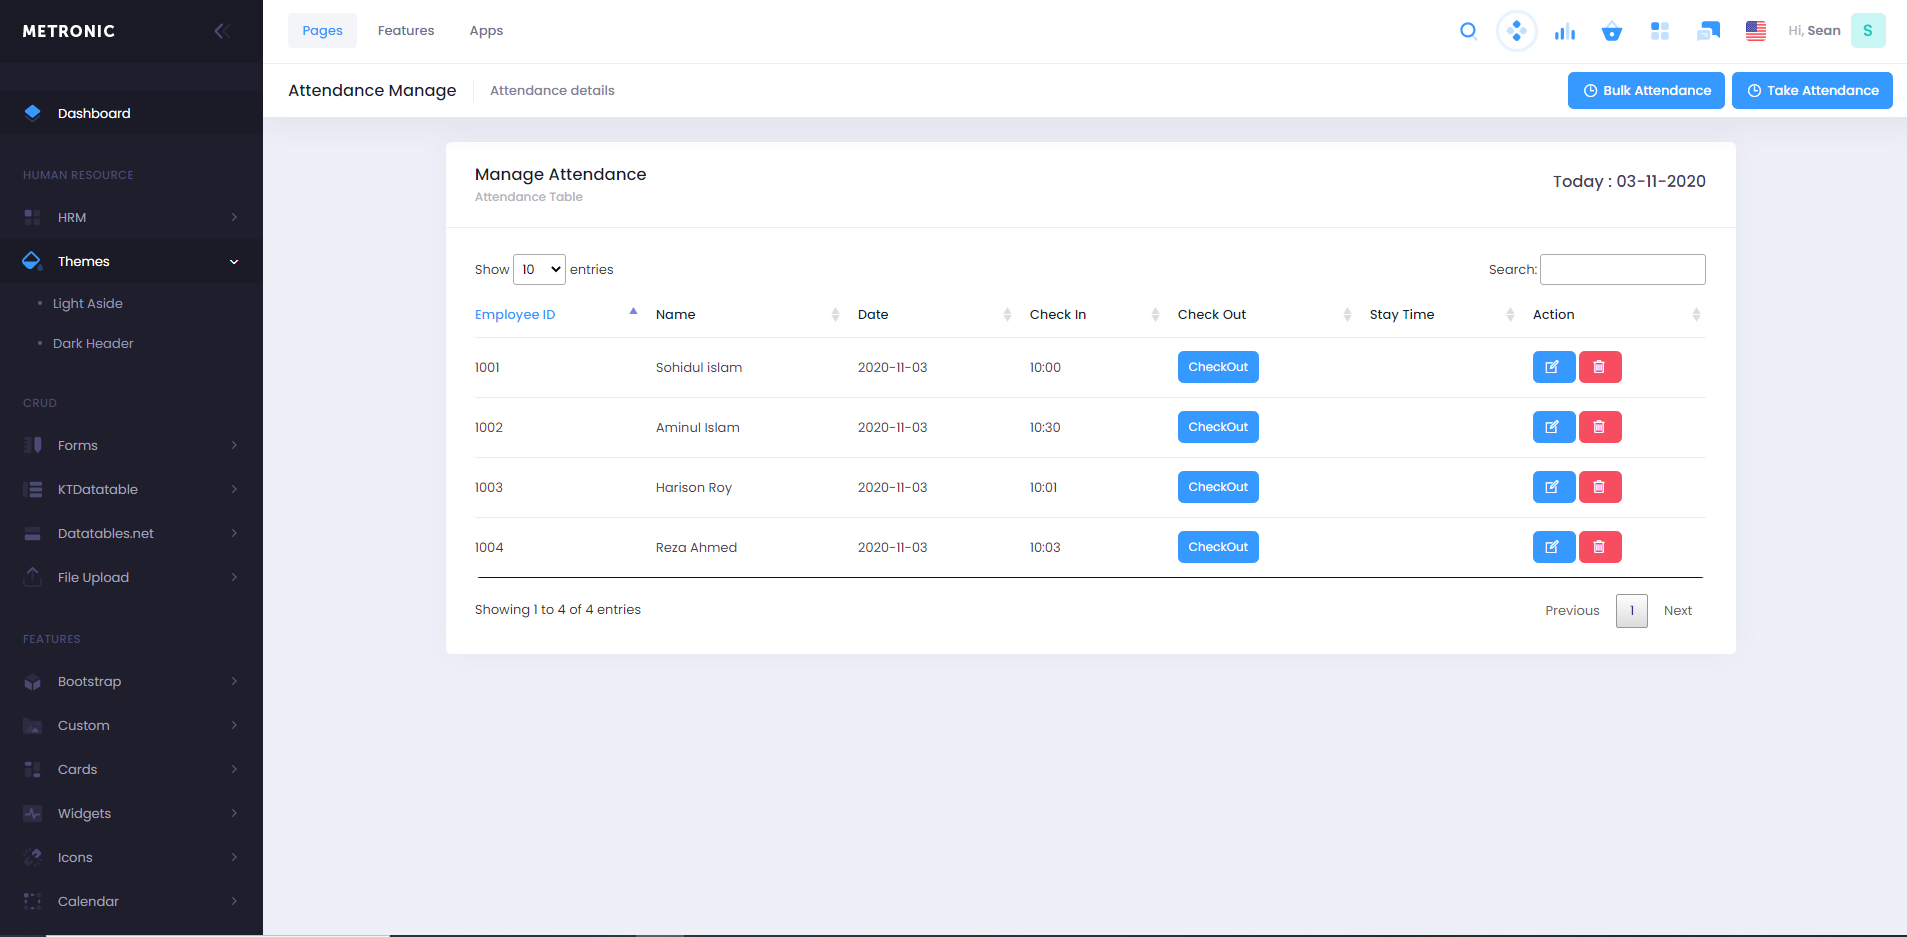 METRONIC
Dashboard
HUMAN RESOURCE
HRM
Themes
Light Aside
Dark Header
CRUD
Forms
KTDatatable
Datatables.net
File Upload
FEATURES
Bootstrap
Custom
Cards
Widgets
Icons
Calendar
Pages Features Apps
Hi, Sean S
Attendance Manage Attendance details
Bulk Attendance Take Attendance
Manage Attendance
Attendance Table
Today : 03-11-2020
Show 10 entries
Search:
Employee ID Name Date Check In Check Out Stay Time Action
1001 Sohidul islam 2020-11-03 10:00 CheckOut
1002 Aminul Islam 2020-11-03 10:30 CheckOut
1003 Harison Roy 2020-11-03 10:01 CheckOut
1004 Reza Ahmed 2020-11-03 10:03 CheckOut
Showing 1 to 4 of 4 entries
Previous 1 Next